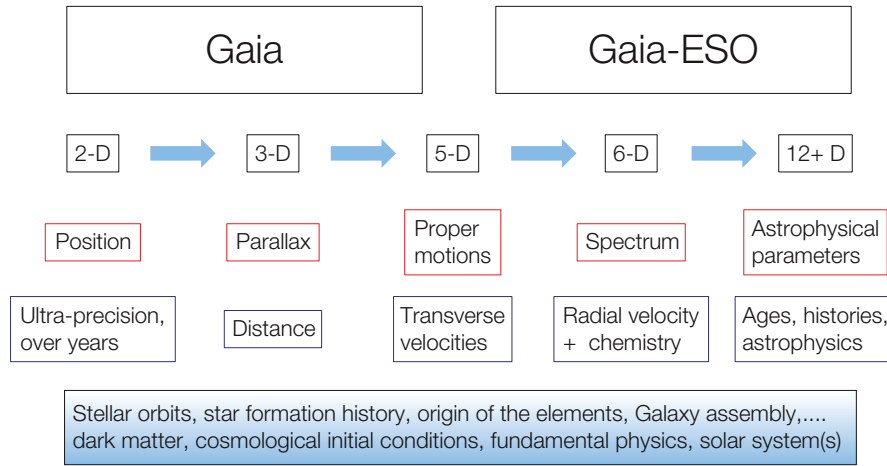 Gaia
Gaia-ESO
2-D
3-D
5-D
6-D
12+ D
Position
Parallax
Proper
motions
Spectrum
Astrophysical
parameters
Ultra-precision,
over years
Distance
Transverse
velocities
Radial velocity
+ chemistry
Ages, histories,
astrophysics
Stellar orbits, star formation history, origin of the elements, Galaxy assembly,....
dark matter, cosmological initial conditions, fundamental physics, solar system(s)